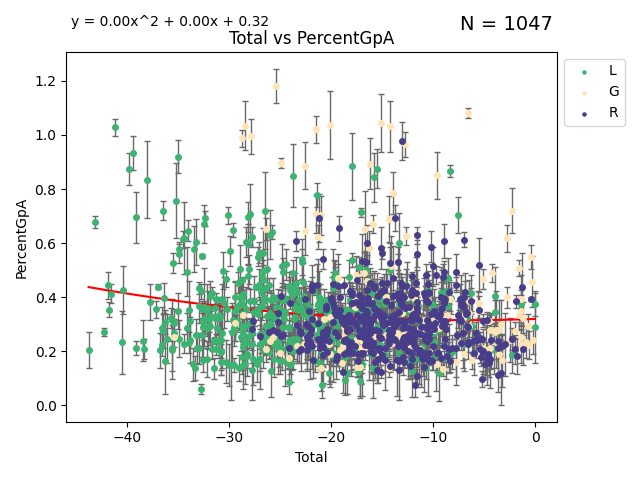 y = 0.00x^2 + 0.00x + 0.32
N = 1047
Total vs PercentGpA
L
G
R
PercentGpA
1.2
1.0
0.8
0.6
0.4
0.2
0.0
−40
−30
−20
−10
0
Total